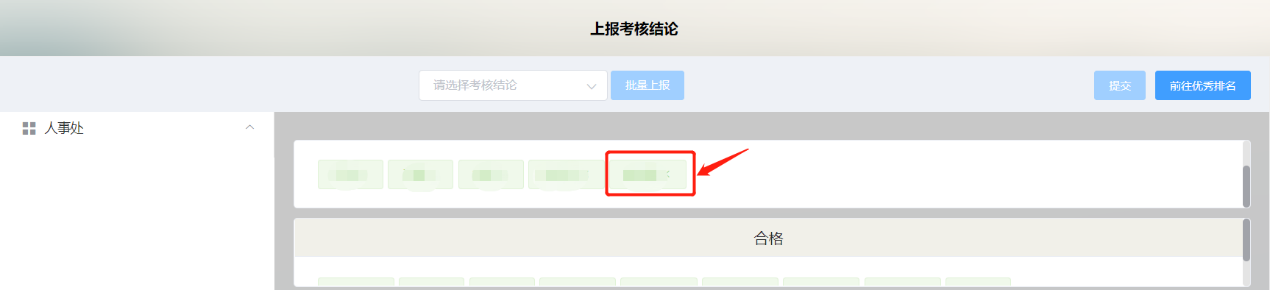 上报考核结论
请选择考核结论
批量上报
提交
前往优秀排名
人事处
合格